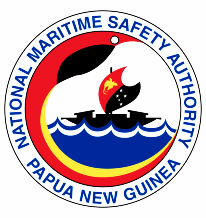 NATIONAL MARITIME SAFETY AUTHORITY
PAPUA NEW GUINEA